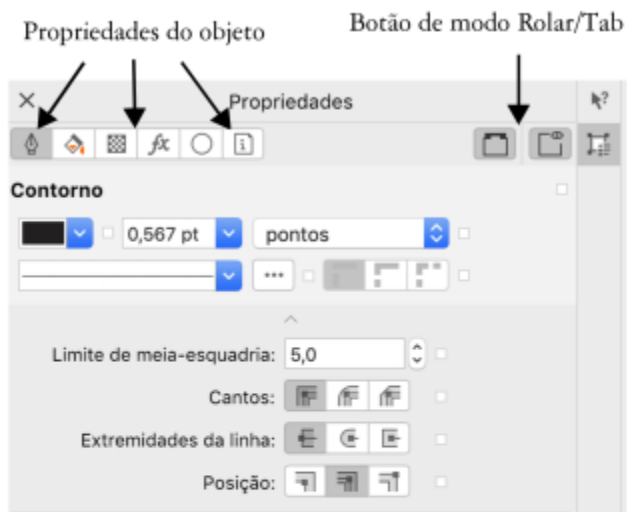 Propriedades do objeto
Botão de modo Rolar/Tab
Propriedades
fx
Contorno
0,567 pt
pontos
Limite de meia-esquadria: 5,0
Cantos:
Extremidades da linha:
Posição: